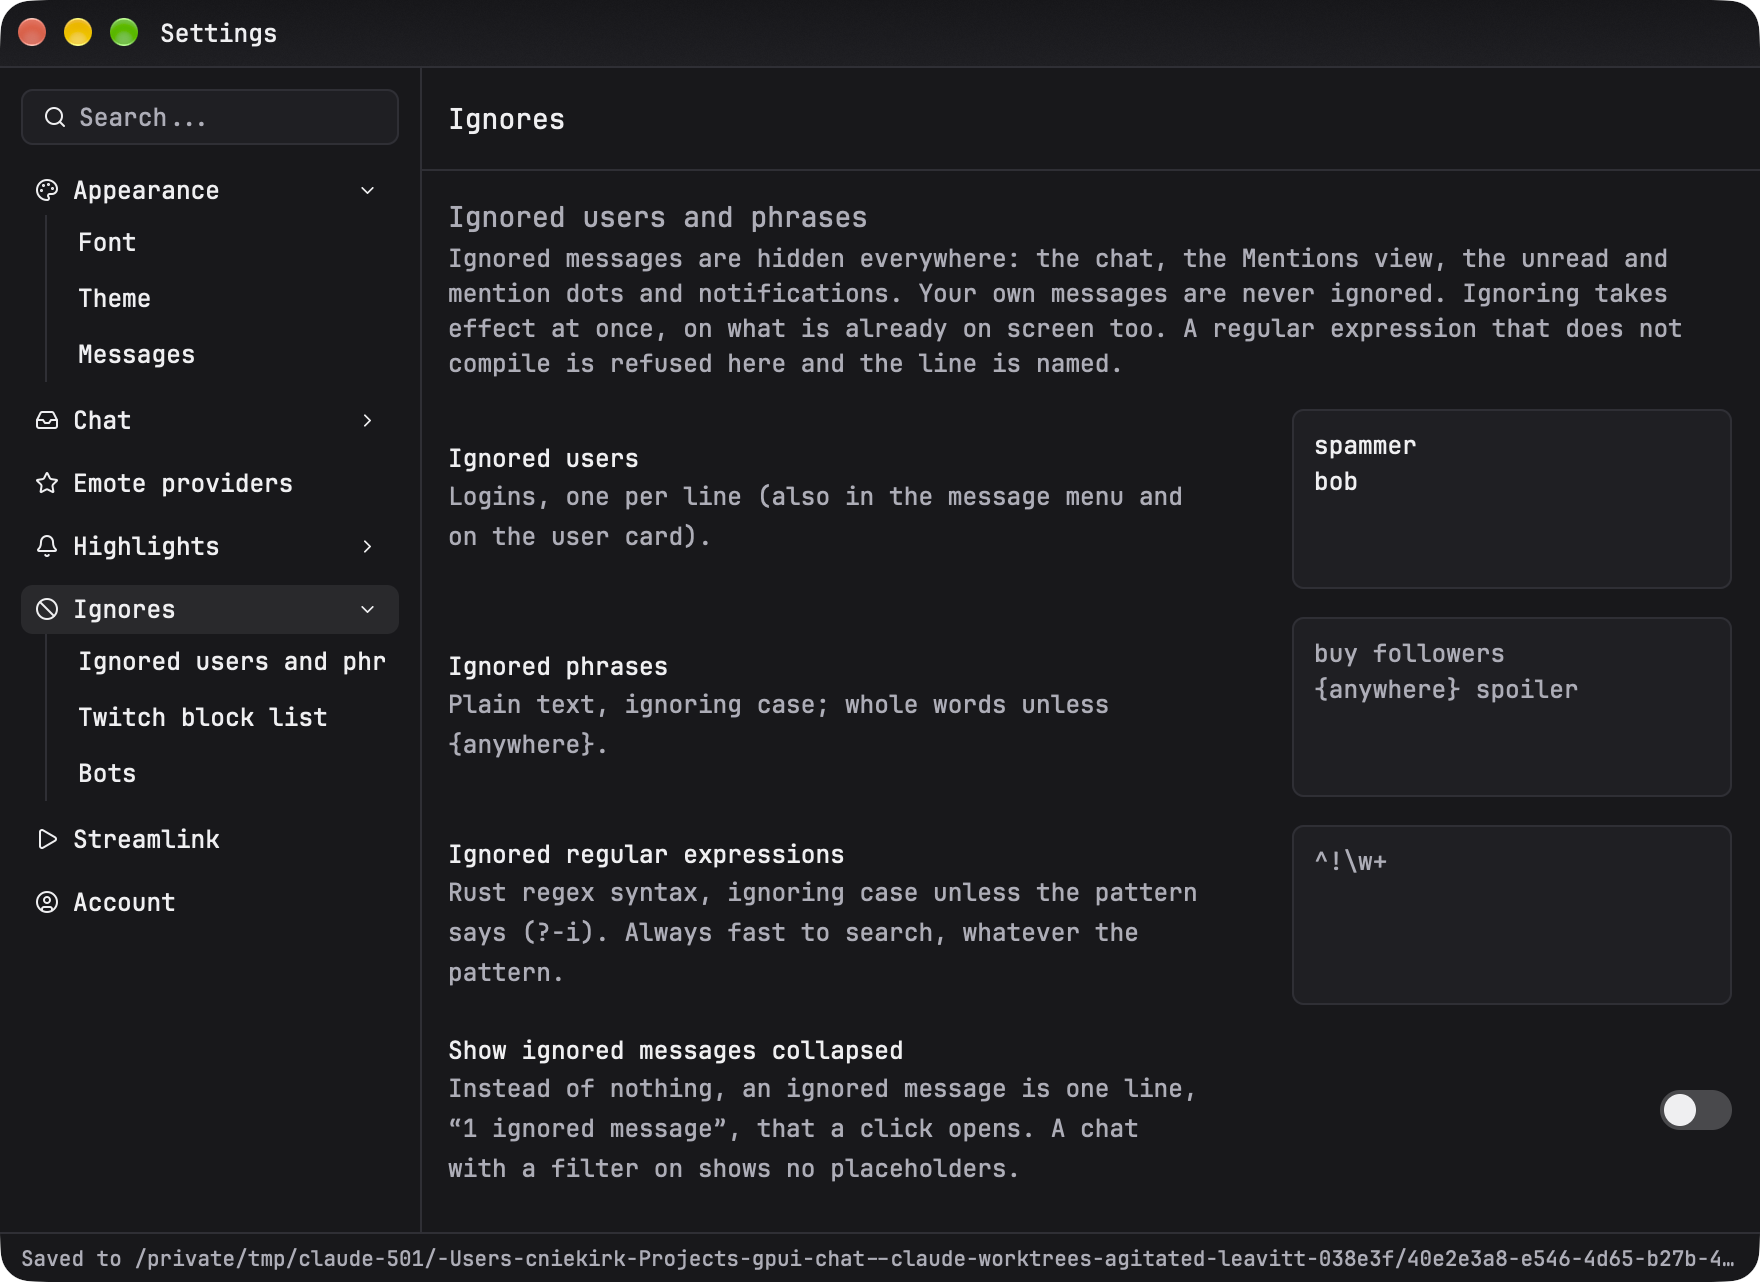 Settings
Search...
Appearance
Font
Theme
Messages
Chat
Emote providers
Highlights
Ignores
Ignored users and phr
Twitch block list
Bots
Streamlink
Account
Ignores
Ignored users and phrases
Ignored messages are hidden everywhere: the chat, the Mentions view, the unread and
mention dots and notifications. Your own messages are never ignored. Ignoring takes
effect at once, on what is already on screen too. A regular expression that does not
compile is refused here and the line is named.
Ignored users
Logins, one per line (also in the message menu and
on the user card).
spammer
bob
Ignored phrases
Plain text, ignoring case; whole words unless
{anywhere}.
buy followers
{anywhere} spoiler
Ignored regular expressions
Rust regex syntax, ignoring case unless the pattern
says (?-i). Always fast to search, whatever the
pattern.
^!\w+
Show ignored messages collapsed
Instead of nothing, an ignored message is one line,
“1 ignored message”, that a click opens. A chat
with a filter on shows no placeholders.
Saved to /private/tmp/claude-501/-Users-cniekirk-Projects-gpui-chat--claude-worktrees-agitated-leavitt-038e3f/40e2e3a8-e546-4d65-b27b-4…